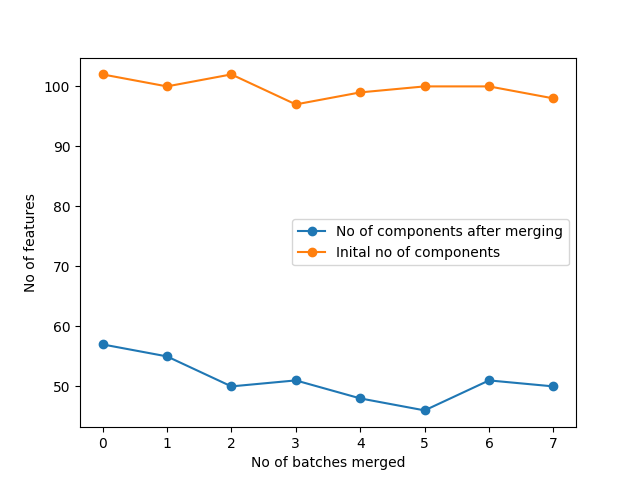 100
90
80
70
60
50
No of features
No of components after merging
Inital no of components
0 1 2 3 4 5 6 7
No of batches merged